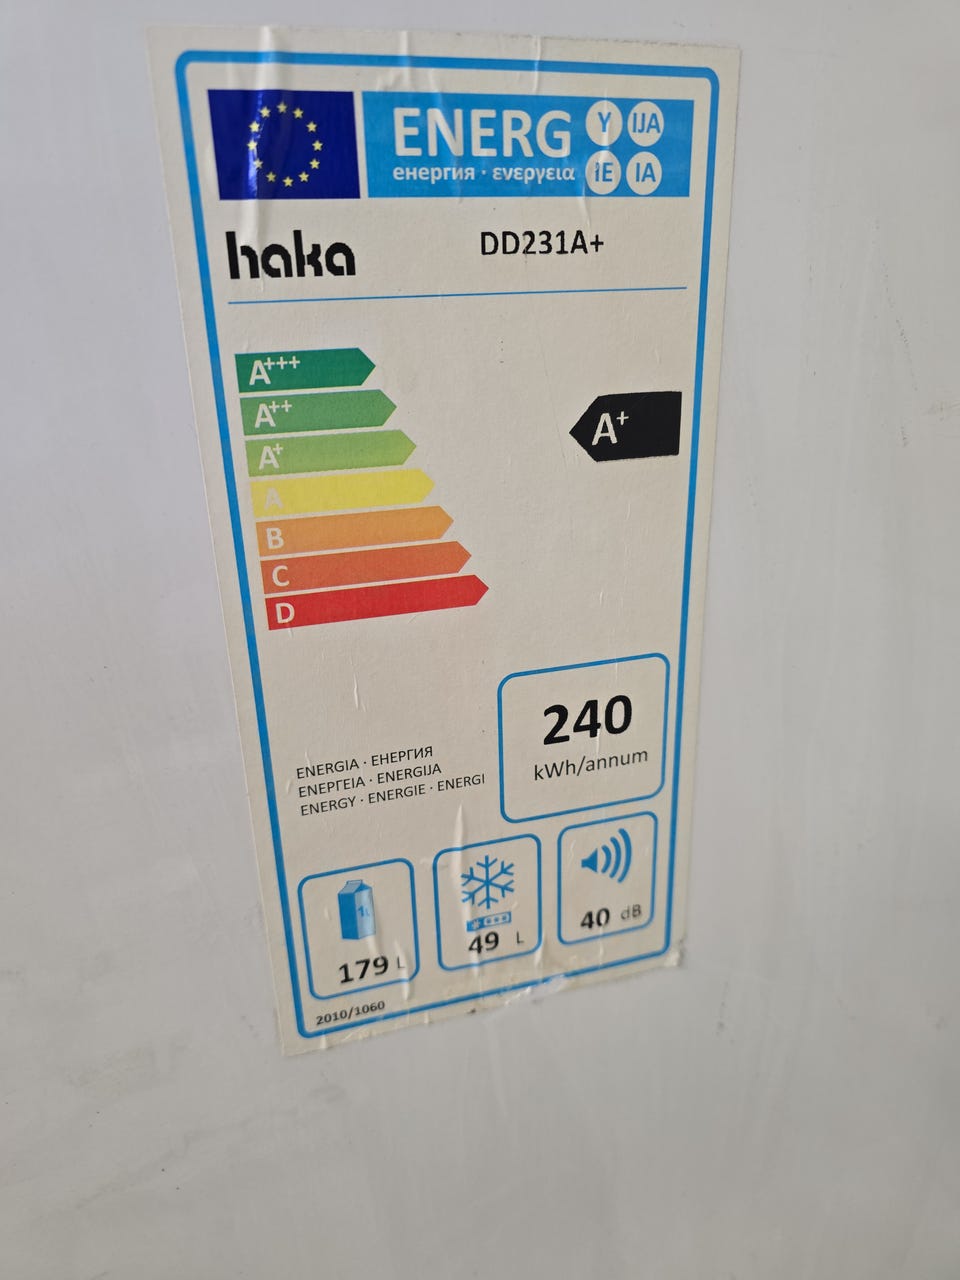 ENERG Y IJA
енергия · ενεργεια IE IA
haka DD231A+
A+++
A++
A+
A+
A
B
C
D
240
kWh/annum
ENERGIA · ЕНЕРГИЯ
ΕΝΕΡΓΕΙΑ · ENERGIJA
ENERGY · ENERGIE · ENERGI
1L
179 L
49 L
40 dB
2010/1060